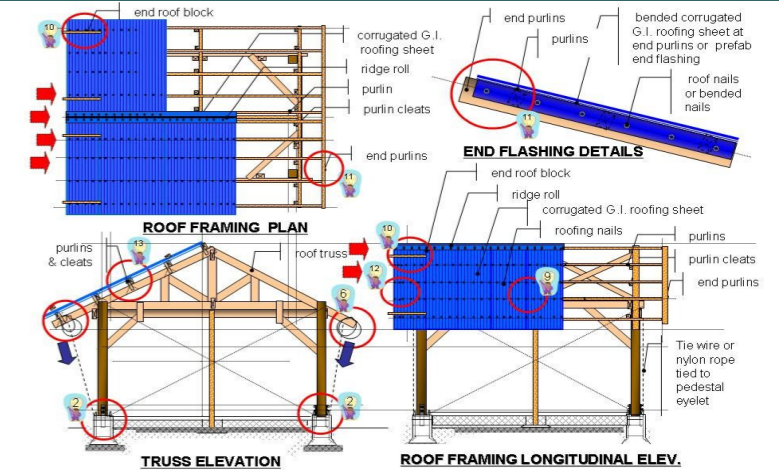 end roof block
10
corrugated G.I.
roofing sheet
ridge roll
purlin
purlin cleats
end purlins
11
ROOF FRAMING PLAN
end purlins
purlins
bended corrugated
G.I. roofing sheet at
end purlins or prefab
end flashing
roof nails
or bended
nails
11
END FLASHING DETAILS
purlins
& cleats
13
roof truss
6
2
2
TRUSS ELEVATION
end roof block
ridge roll
corrugated G.I. roofing sheet
roofing nails
10
12
9
purlins
purlin cleats
end purlins
Tie wire or
nylon rope
tied to
pedestal
eyelet
ROOF FRAMING LONGITUDINAL ELEV.